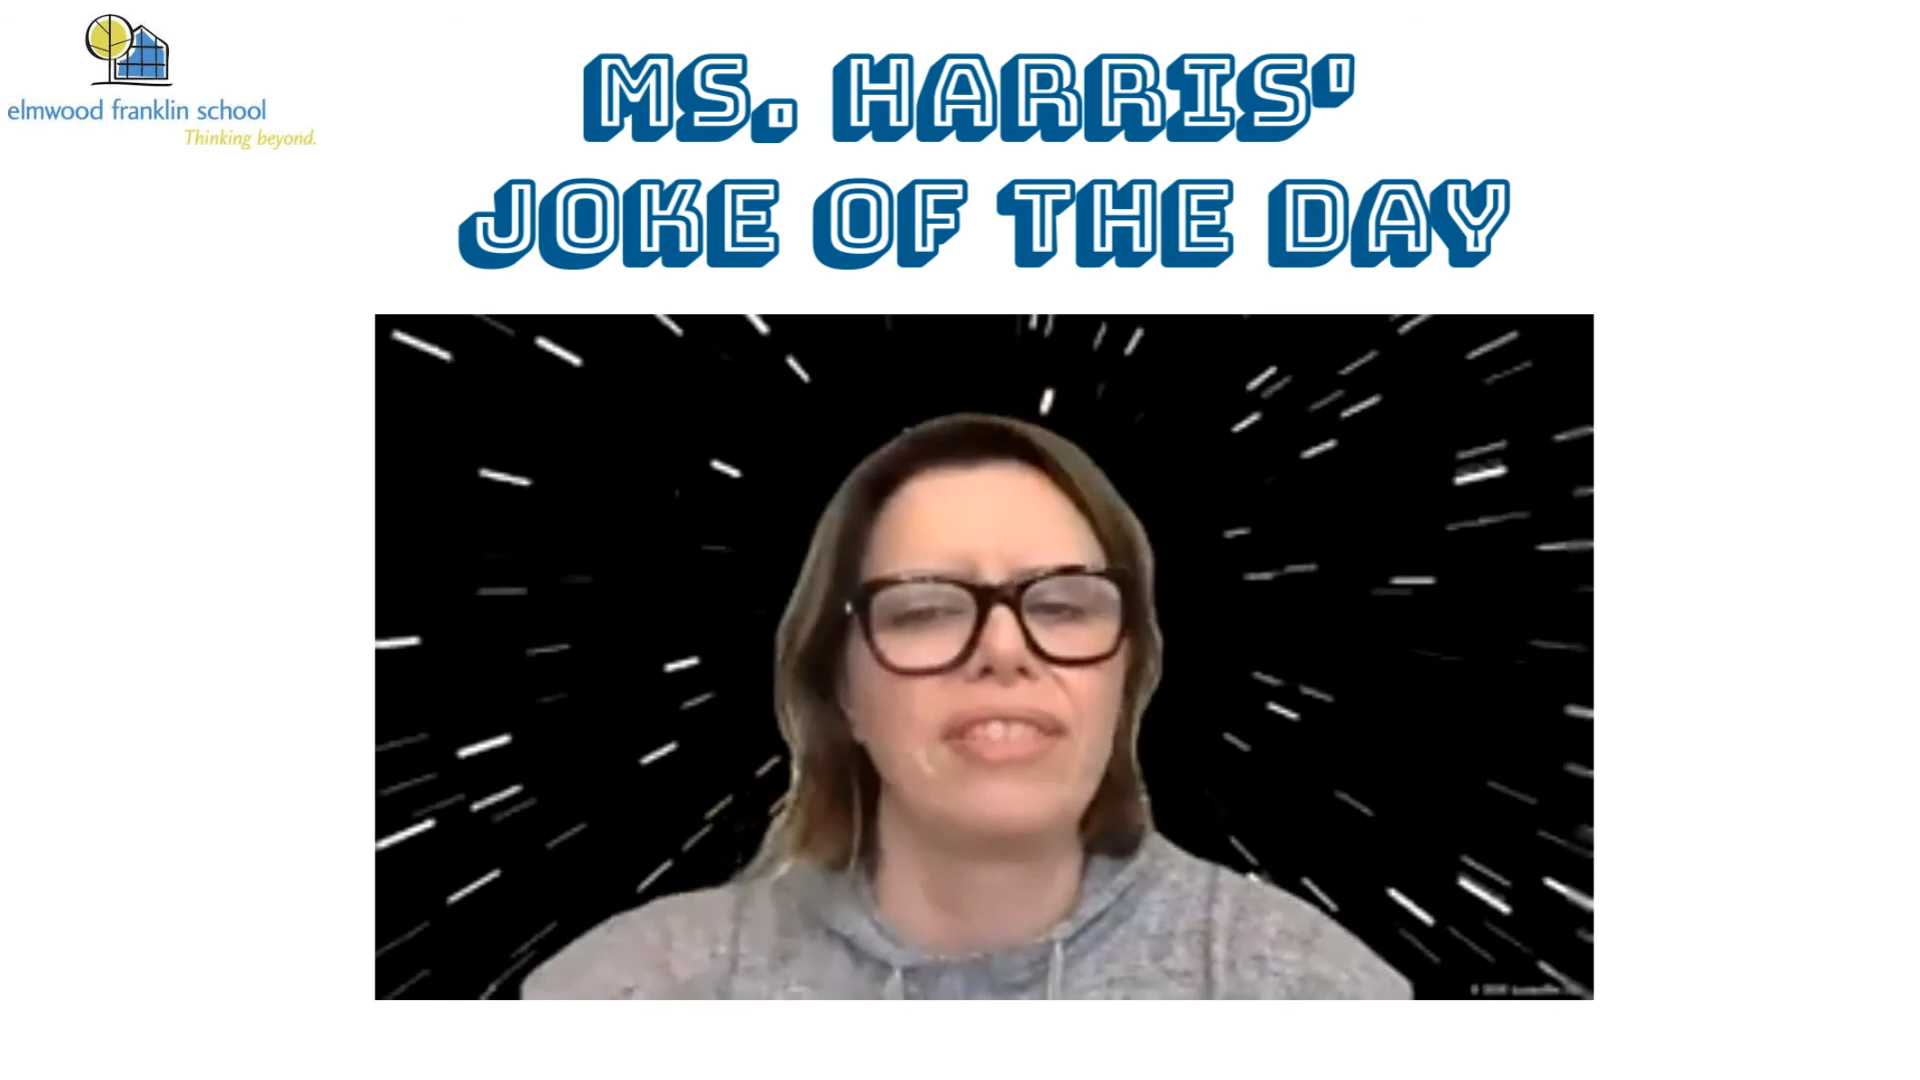 elmwood franklin school
Thinking beyond.
MS. HARRIS'
JOKE OF THE DAY